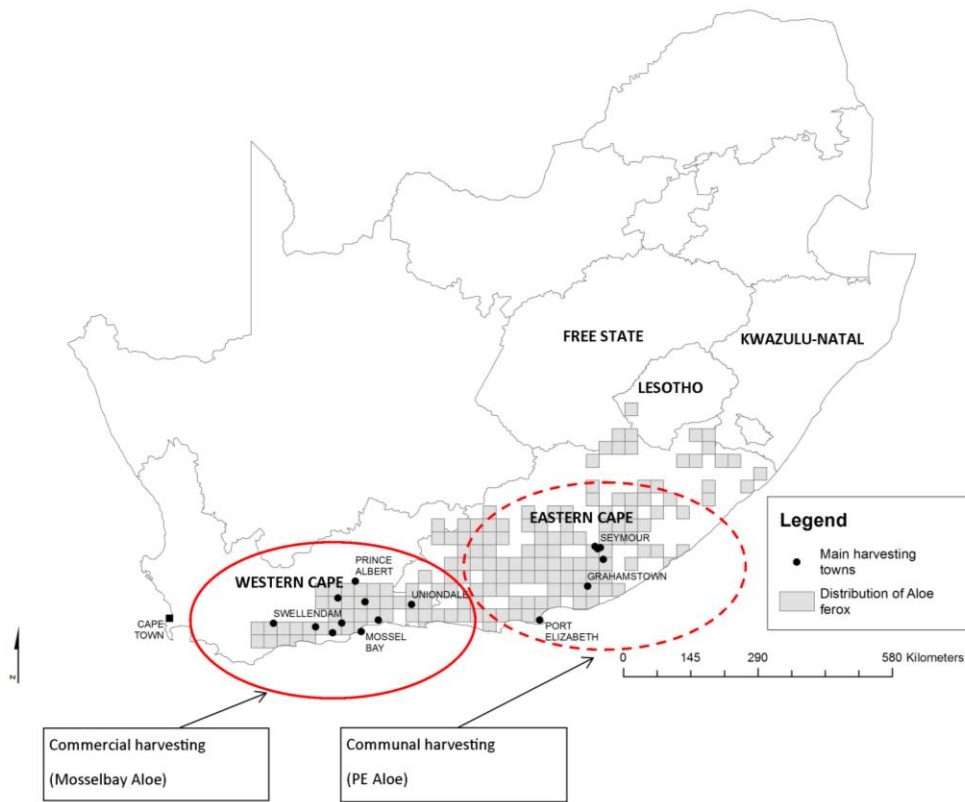 FREE STATE
KWAZULU-NATAL
LESOTHO
EASTERN CAPE
SEYMOUR
GRAHAMSTOWN
PORT
ELIZABETH
WESTERN CAPE
PRINCE
ALBERT
UNIONDALE
SWELLENDAM
MOSSEL
BAY
CAPE
TOWN
Legend
Main harvesting
towns
Distribution of Aloe
ferox
0 145 290 580 Kilometers
N
Commercial harvesting
(Mosselbay Aloe)
Communal harvesting
(PE Aloe)